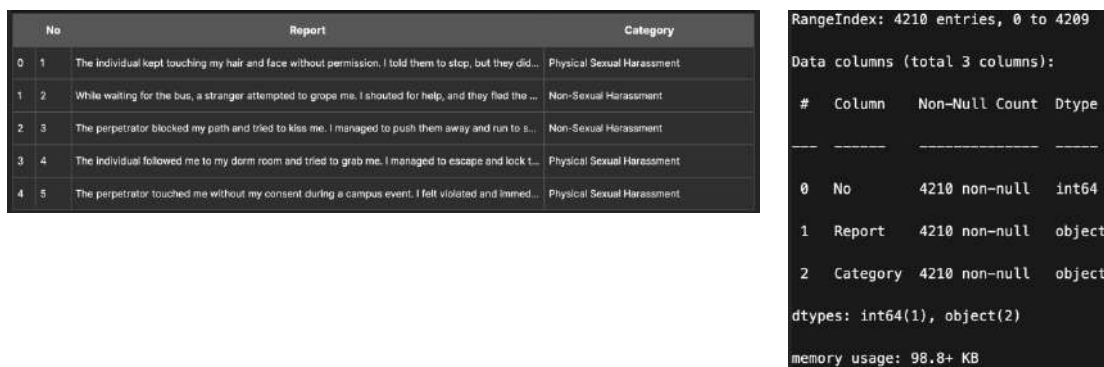 No Report Category
0 1 The individual kept touching my hair and face without permission. I told them to stop, but they did... Physical Sexual Harassment
1 2 While waiting for the bus, a stranger attempted to grope me. I shouted for help, and they fled the ... Non-Sexual Harassment
2 3 The perpetrator blocked my path and tried to kiss me. I managed to push them away and run to s... Non-Sexual Harassment
3 4 The individual followed me to my dorm room and tried to grab me. I managed to escape and lock t... Physical Sexual Harassment
4 5 The perpetrator touched me without my consent during a campus event. I felt violated and immed... Physical Sexual Harassment
RangeIndex: 4210 entries, 0 to 4209
Data columns (total 3 columns):
# Column Non-Null Count Dtype
--- ------ -------------- -----
0 No 4210 non-null int64
1 Report 4210 non-null object
2 Category 4210 non-null object
dtypes: int64(1), object(2)
memory usage: 98.8+ KB